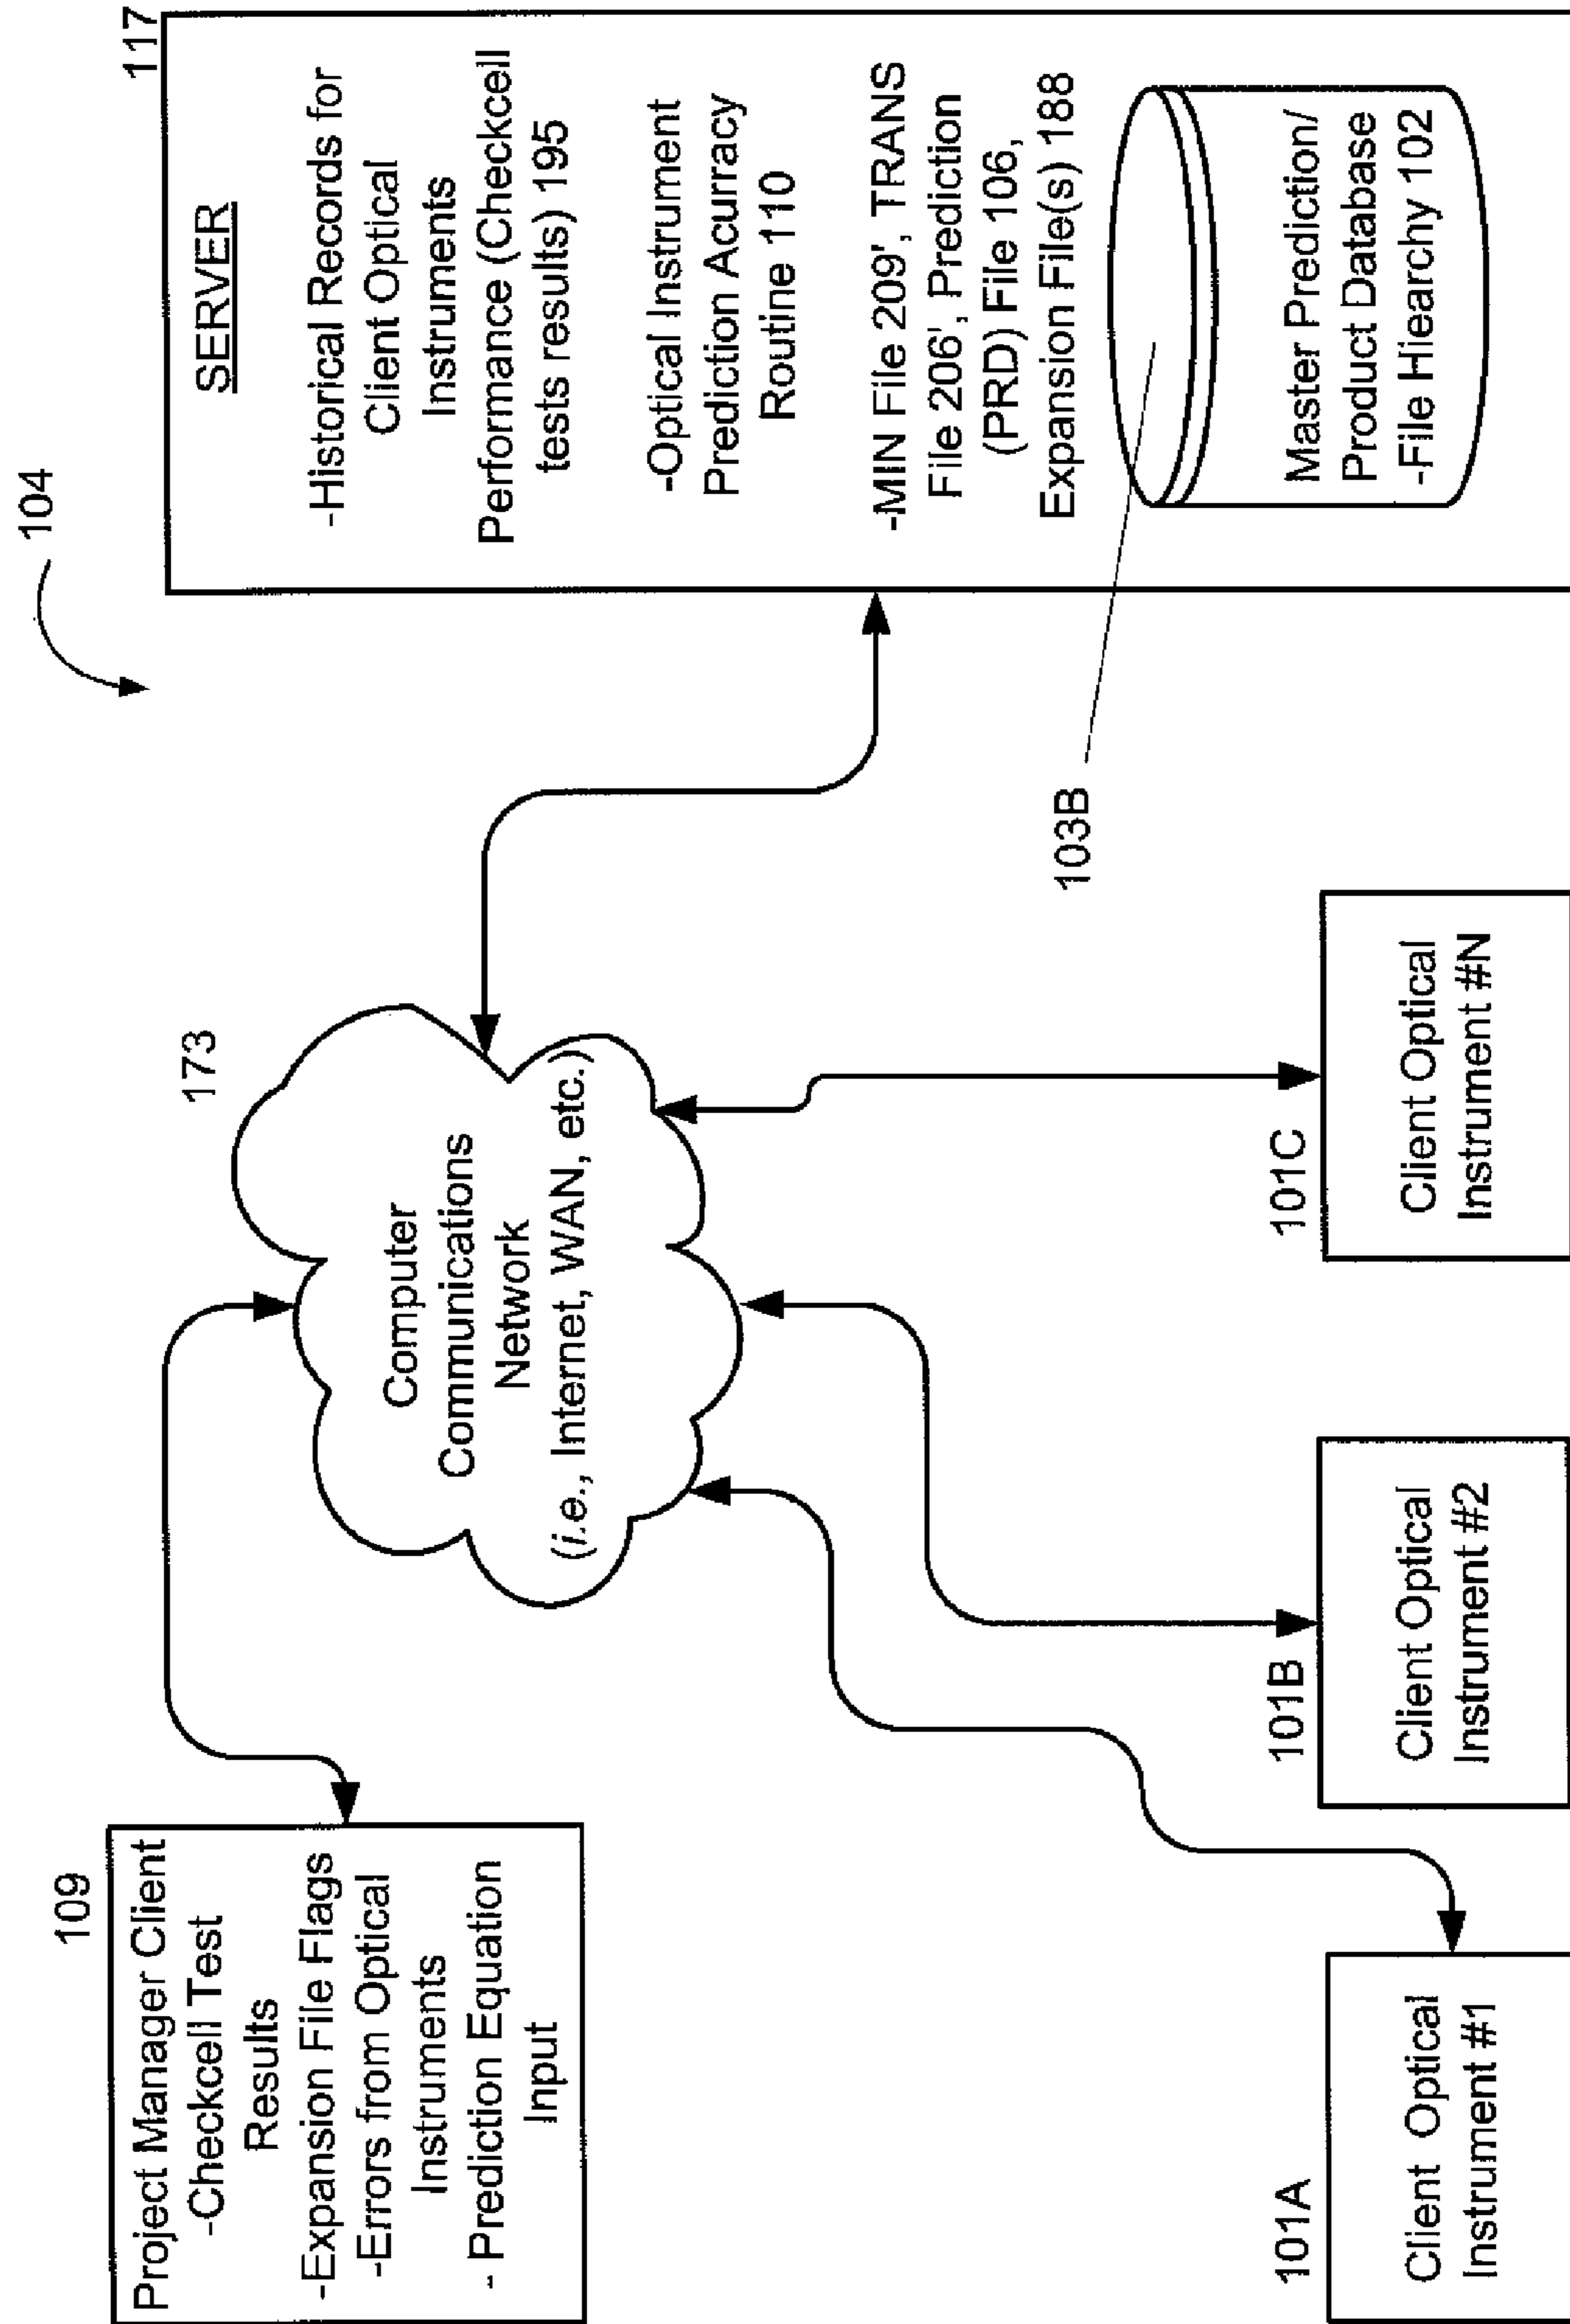 104
109
Project Manager Client
-Checkcell Test
Results
-Expansion File Flags
-Errors from Optical
Instruments
- Prediction Equation
Input
173
Computer
Communications
Network
(i.e., Internet, WAN, etc.)
117
SERVER
-Historical Records for
Client Optical
Instruments
Performance (Checkcell
tests results) 195
-Optical Instrument
Prediction Acurracy
Routine 110
-MIN File 209', TRANS
File 206', Prediction
(PRD) File 106,
Expansion File(s) 188
103B
Master Prediction/
Product Database
-File Hiearchy 102
101A
Client Optical
Instrument #1
101B
Client Optical
Instrument #2
101C
Client Optical
Instrument #N